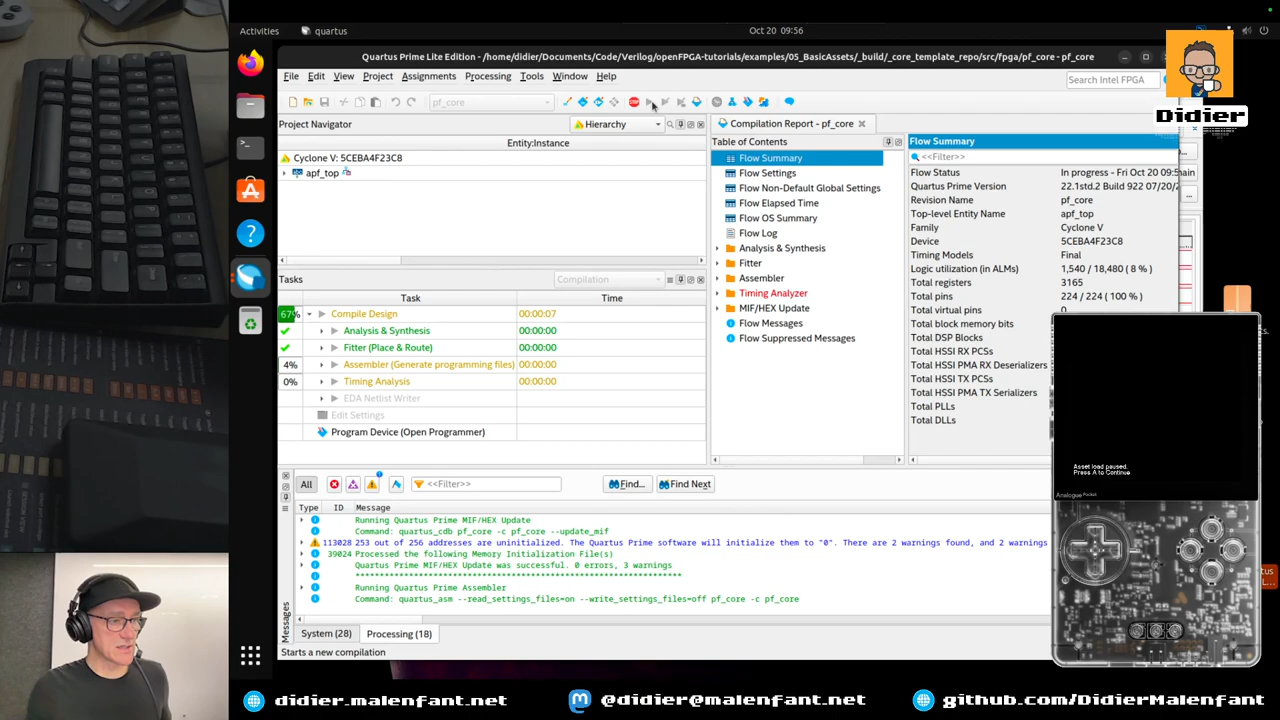 Activities
quartus
Oct 20 09:56
Quartus Prime Lite Edition - /home/didier/Documents/Code/Verilog/openFPGA-tutorials/examples/05_BasicAssets/_build/_core_template_repo/src/fpga/pf_core - pf_core
File Edit View Project Assignments Processing Tools Window Help
Search Intel FPGA
pf_core
STOP
Didier
Project Navigator
Hierarchy
Entity:Instance
Cyclone V: 5CEBA4F23C8
apf_top
Tasks
Compilation
Task Time
67% Compile Design 00:00:07
Analysis & Synthesis 00:00:00
Fitter (Place & Route) 00:00:00
4% Assembler (Generate programming files) 00:00:00
0% Timing Analysis 00:00:00
EDA Netlist Writer
Edit Settings
Program Device (Open Programmer)
Compilation Report - pf_core
Table of Contents
Flow Summary
Flow Settings
Flow Non-Default Global Settings
Flow Elapsed Time
Flow OS Summary
Flow Log
Analysis & Synthesis
Fitter
Assembler
Timing Analyzer
MIF/HEX Update
Flow Messages
Flow Suppressed Messages
Flow Summary
<<Filter>>
Flow Status In progress - Fri Oct 20 09:5
Quartus Prime Version 22.1std.2 Build 922 07/20/2
Revision Name pf_core
Top-level Entity Name apf_top
Family Cyclone V
Device 5CEBA4F23C8
Timing Models Final
Logic utilization (in ALMs) 1,540 / 18,480 ( 8 % )
Total registers 3165
Total pins 224 / 224 ( 100 % )
Total virtual pins
Total block memory bits
Total DSP Blocks
Total HSSI RX PCSs
Total HSSI PMA RX Deserializers
Total HSSI TX PCSs
Total HSSI PMA TX Serializers
Total PLLs
Total DLLs
Asset load paused.
Press A to Continue
Analogue Pocket
All
<<Filter>>
Find...
Find Next
Type ID Message
Running Quartus Prime MIF/HEX Update
Command: quartus_cdb pf_core -c pf_core --update_mif
113028 253 out of 256 addresses are uninitialized. The Quartus Prime software will initialize them to "0". There are 2 warnings found, and 2 warnings
39024 Processed the following Memory Initialization File(s)
Quartus Prime MIF/HEX Update was successful. 0 errors, 3 warnings
*******************************************************************
Running Quartus Prime Assembler
Command: quartus_asm --read_settings_files=on --write_settings_files=off pf_core -c pf_core
Messages
System (28)
Processing (18)
Starts a new compilation
didier.malenfant.net
@didier@malenfant.net
github.com/DidierMalenfant